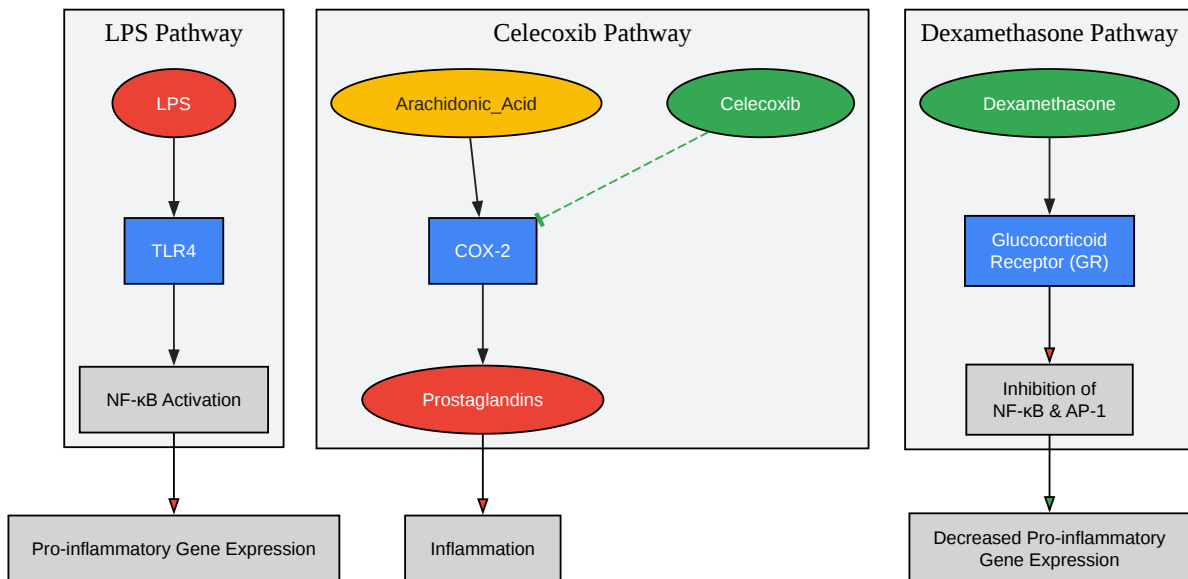 LPS Pathway
LPS
TLR4
NF-κB Activation
Pro-inflammatory Gene Expression
Celecoxib Pathway
Arachidonic_Acid
Celecoxib
COX-2
Prostaglandins
Inflammation
Dexamethasone Pathway
Dexamethasone
Glucocorticoid
Receptor (GR)
Inhibition of
NF-κB & AP-1
Decreased Pro-inflammatory
Gene Expression